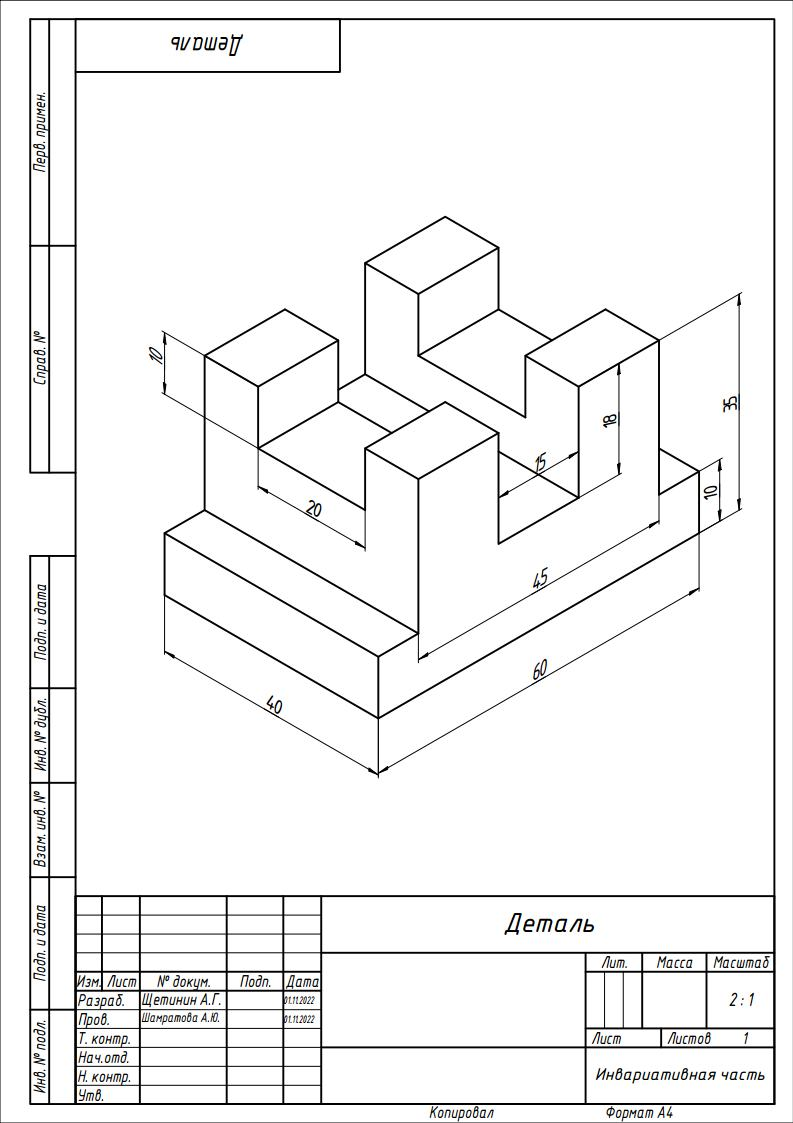 Деталь
Перв. примен.
Справ. №
10
20
15
18
35
10
45
60
40
Подп. и дата
Инв. № дубл.
Взам. инв. №
Подп. и дата
Инв. № подл.
Изм. Лист № докум. Подп. Дата
Разраб. Щетинин А.Г. 01.11.2022
Пров. Шамратова А.Ю. 01.11.2022
Т. контр.
Нач.отд.
Н. контр.
Утв.
Деталь
Лит. Масса Масштаб
2:1
Лист Листов 1
Инвариативная часть
Копировал Формат А4